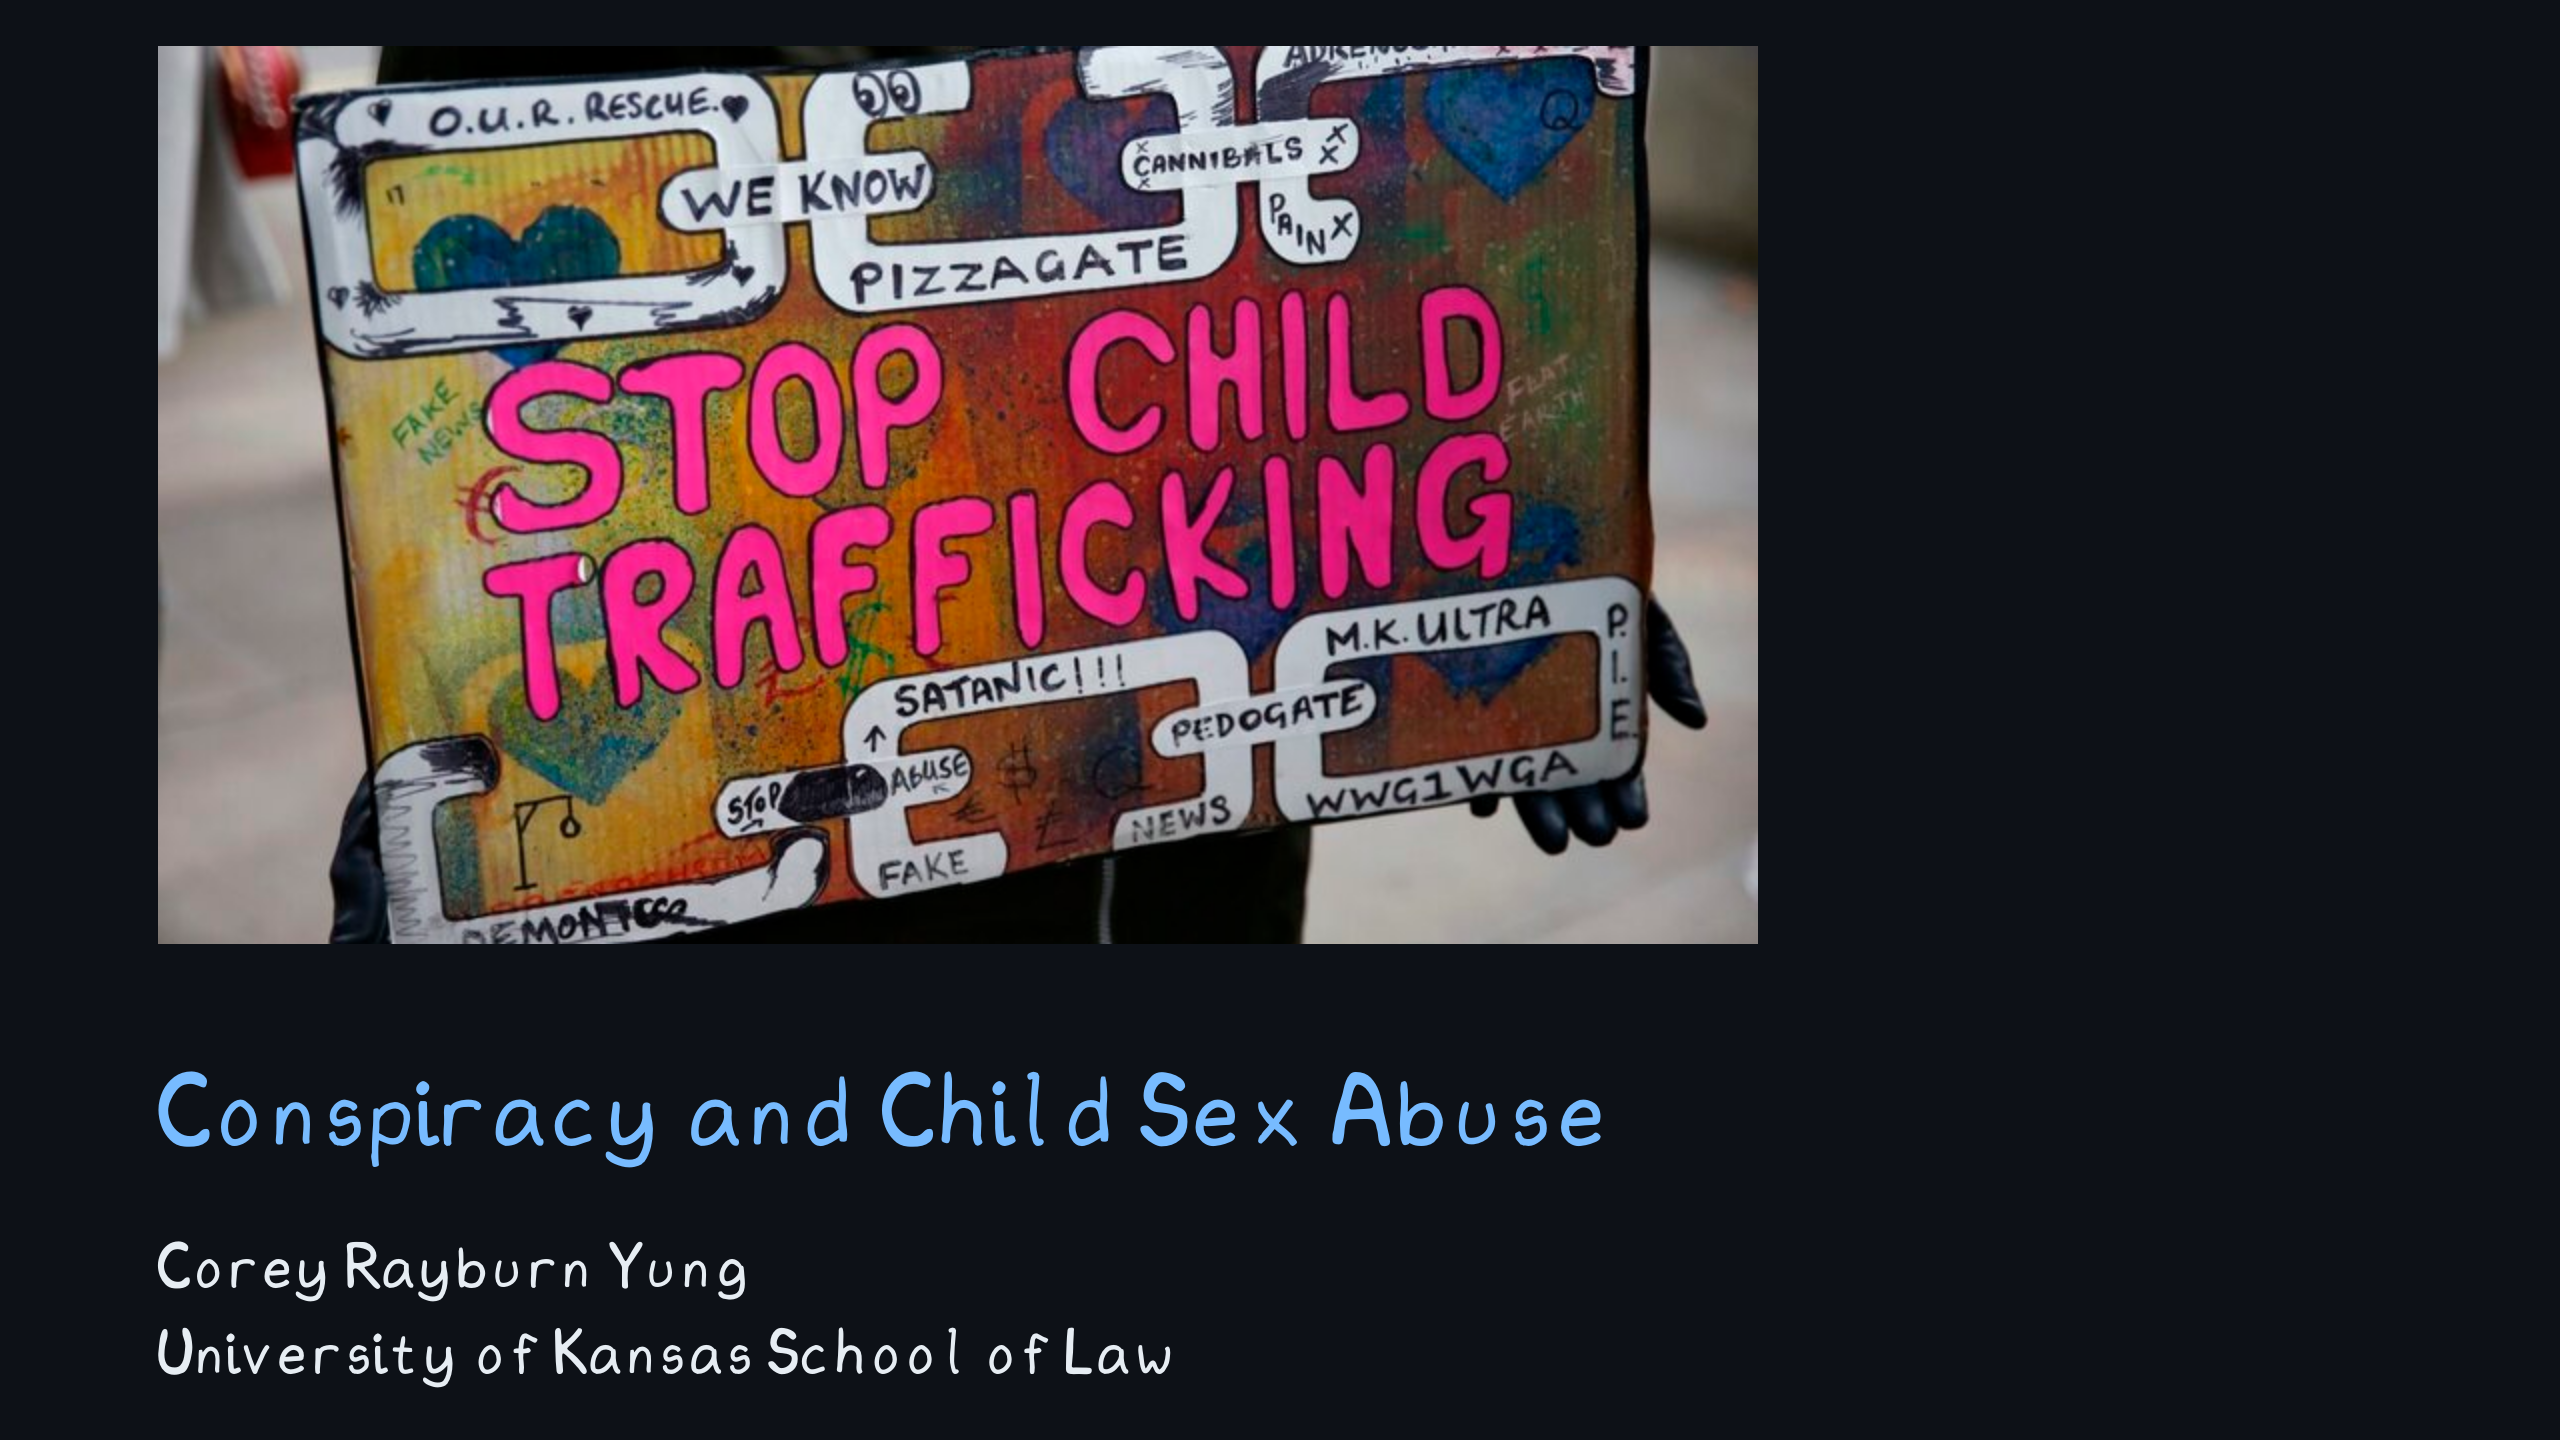 O.U.R. RESCUE.
WE KNOW
PIZZAGATE
CANNIBALS
PAIN
Q
17
STOP CHILD
TRAFFICKING
FAKE
NEWS
FLAT
EARTH
SATANIC!!!
M.K. ULTRA
P.I.E.
PEDOGATE
STOP
ABUSE
$ Q
€ £
NEWS
WWG1WGA
FAKE
Conspiracy and Child Sex Abuse
Corey Rayburn Yung
University of Kansas School of Law